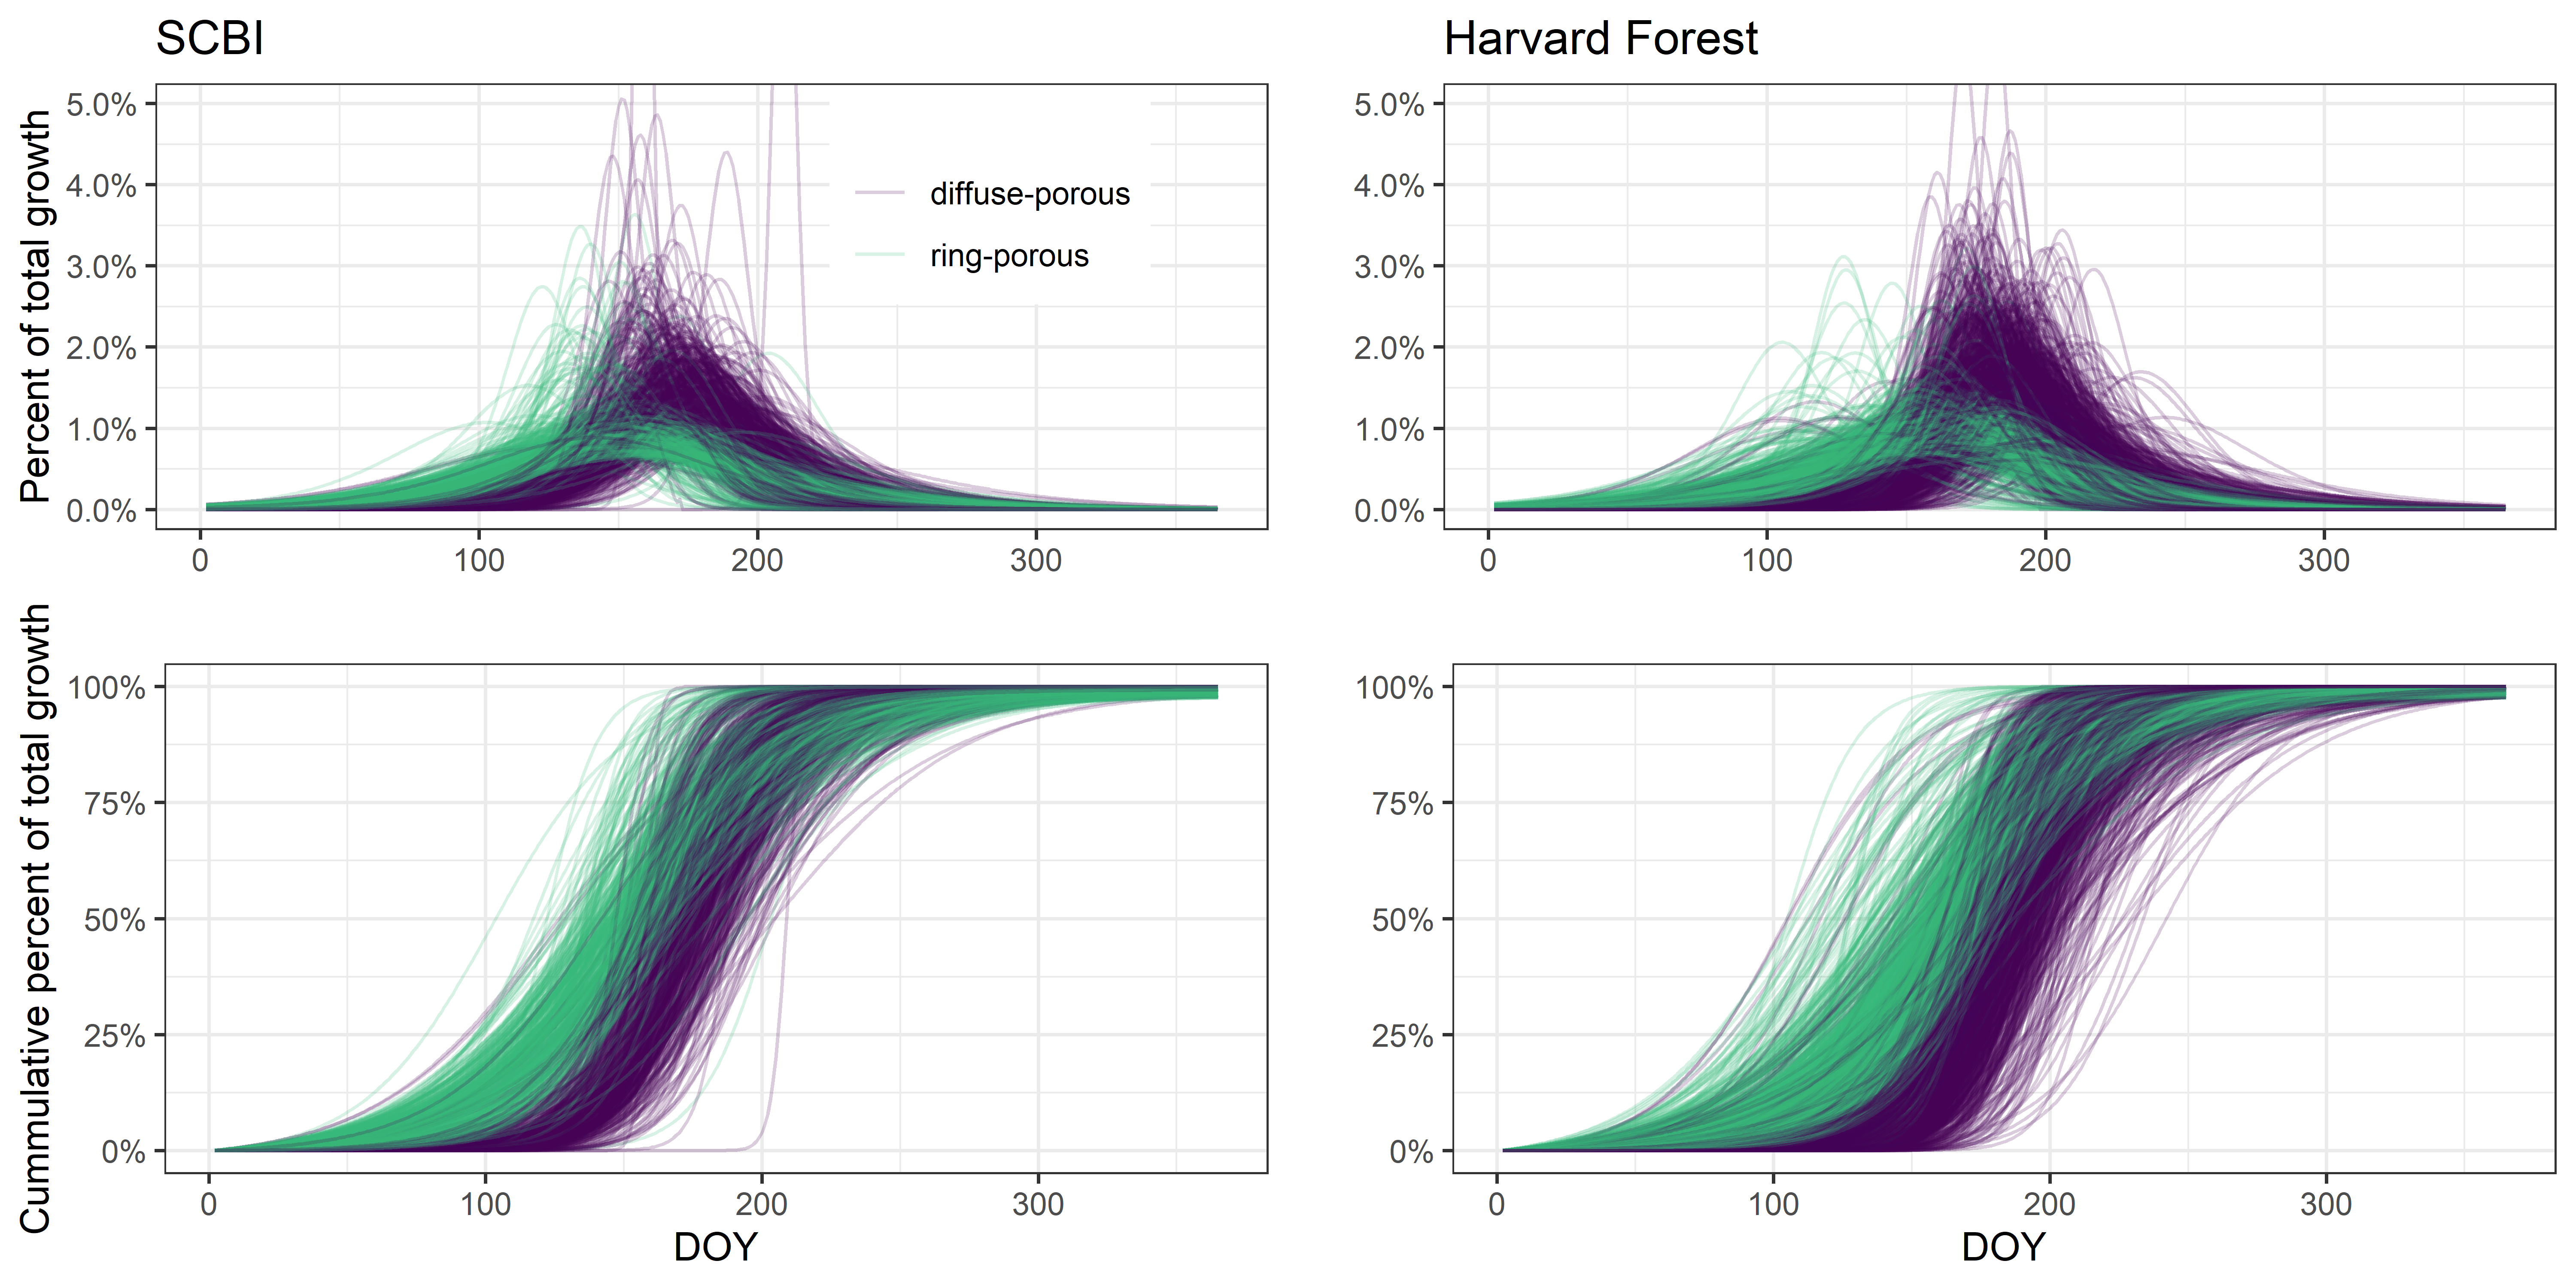 SCBI
Harvard Forest
Percent of total growth
5.0%
4.0%
3.0%
2.0%
1.0%
0.0%
diffuse-porous
ring-porous
0 100 200 300
5.0%
4.0%
3.0%
2.0%
1.0%
0.0%
0 100 200 300
Cummulative percent of total growth
100%
75%
50%
25%
0%
0 100 200 300
DOY
100%
75%
50%
25%
0%
0 100 200 300
DOY